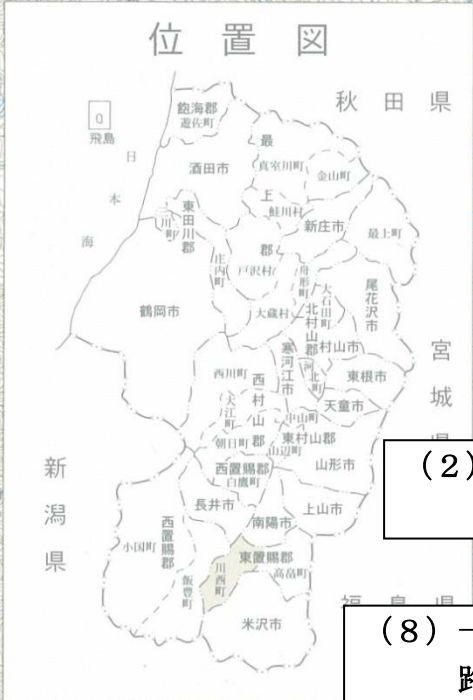 位置図
秋田県
飛島
日本海
飽海郡
遊佐町
酒田市
最上郡
真室川町
金山町
鮭川村
新庄市
最上町
東田川郡
川町
庄内町
戸沢村
舟形町
大石田町
尾花沢市
鶴岡市
大蔵村
北村山郡
村山市
宮城県
西川町
西村山郡
寒河江市
河北町
東根市
天童市
大江町
中山町
朝日町
東村山郡
山辺町
山形市
西置賜郡
白鷹町
新潟県
長井市
南陽市
上山市
小国町
西置賜郡
飯豊町
川西町
東置賜郡
高畠町
米沢市
福島県
(2)
(8) 一